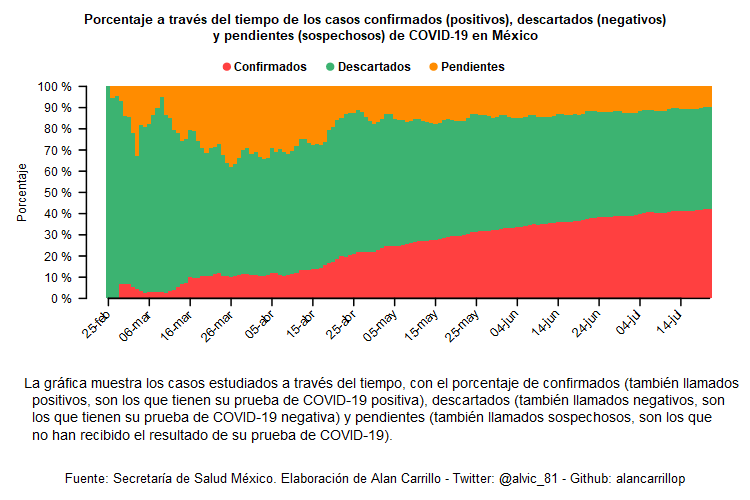 Porcentaje a través del tiempo de los casos confirmados (positivos), descartados (negativos)
y pendientes (sospechosos) de COVID-19 en México
Confirmados Descartados Pendientes
Porcentaje
100 %
90 %
80 %
70 %
60 %
50 %
40 %
30 %
20 %
10 %
0 %
25-feb 06-mar 16-mar 26-mar 05-abr 15-abr 25-abr 05-may 15-may 25-may 04-jun 14-jun 24-jun 04-jul 14-jul
La gráfica muestra los casos estudiados a través del tiempo, con el porcentaje de confirmados (también llamados
positivos, son los que tienen su prueba de COVID-19 positiva), descartados (también llamados negativos, son
los que tienen su prueba de COVID-19 negativa) y pendientes (también llamados sospechosos, son los que
no han recibido el resultado de su prueba de COVID-19).
Fuente: Secretaría de Salud México. Elaboración de Alan Carrillo - Twitter: @alvic_81 - Github: alancarrillop